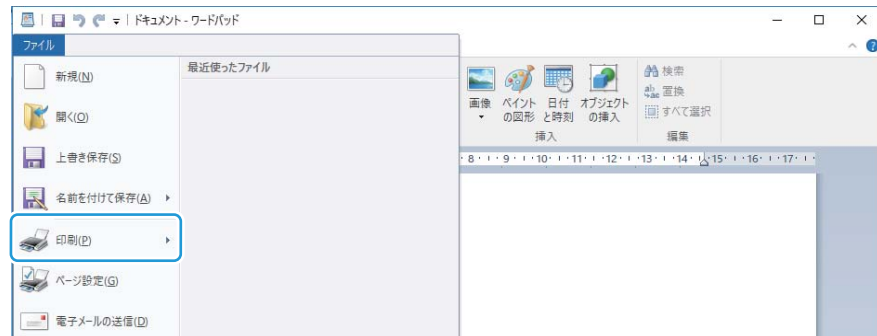 ドキュメント - ワードパッド
ファイル
新規(N)
開く(O)
上書き保存(S)
名前を付けて保存(A)
印刷(P)
ページ設定(G)
電子メールの送信(D)
最近使ったファイル
画像
ペイントの図形
日付と時刻
オブジェクトの挿入
挿入
検索
置換
すべて選択
編集
8 9 10 11 12 13 14 15 16 17